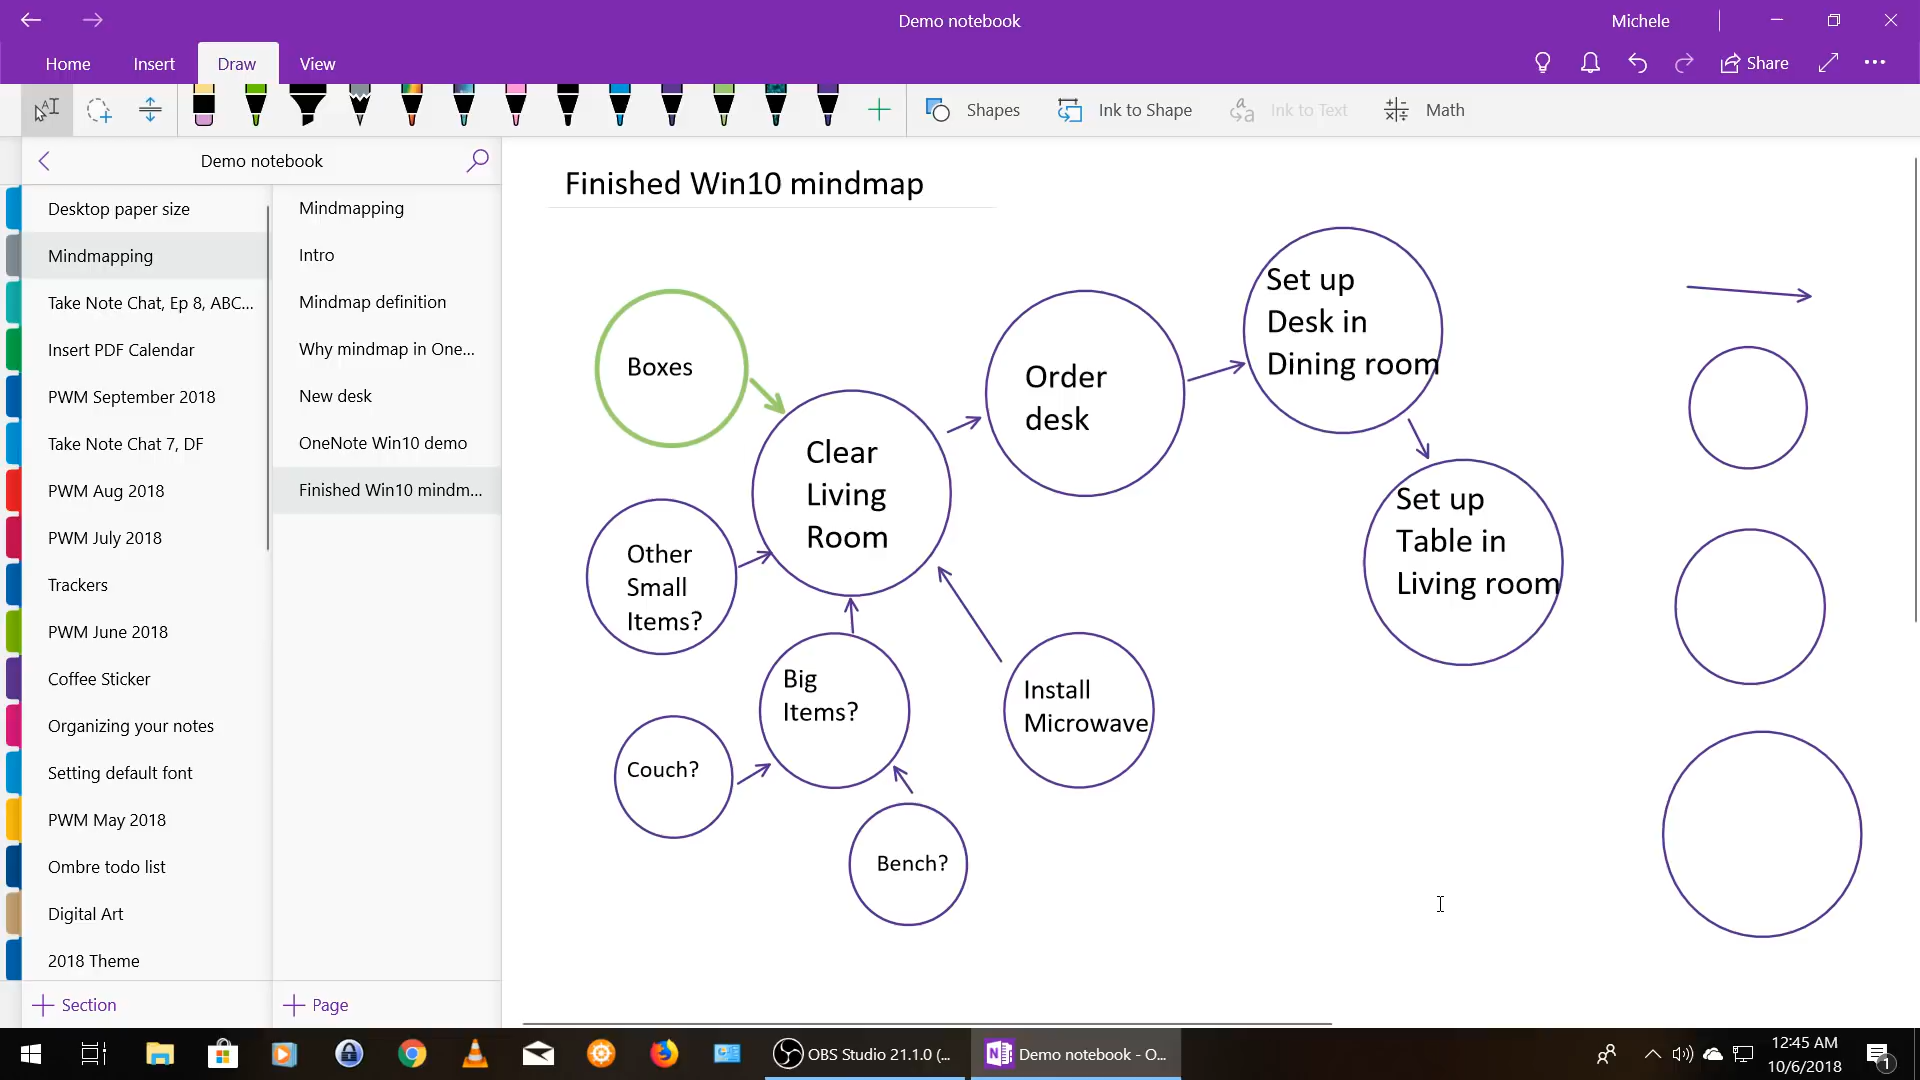 Demo notebook
Michele
Home
Insert
Draw
View
Share
Shapes
Ink to Shape
Ink to Text
Math
Demo notebook
Desktop paper size
Mindmapping
Take Note Chat, Ep 8, ABC...
Insert PDF Calendar
PWM September 2018
Take Note Chat 7, DF
PWM Aug 2018
PWM July 2018
Trackers
PWM June 2018
Coffee Sticker
Organizing your notes
Setting default font
PWM May 2018
Ombre todo list
Digital Art
2018 Theme
Section
Mindmapping
Intro
Mindmap definition
Why mindmap in One...
New desk
OneNote Win10 demo
Finished Win10 mindm...
Page
Finished Win10 mindmap
Boxes
Clear
Living
Room
Order
desk
Set up
Desk in
Dining room
Set up
Table in
Living room
Other
Small
Items?
Big
Items?
Install
Microwave
Couch?
Bench?
OBS Studio 21.1.0 (...
Demo notebook - O...
12:45 AM
10/6/2018
1